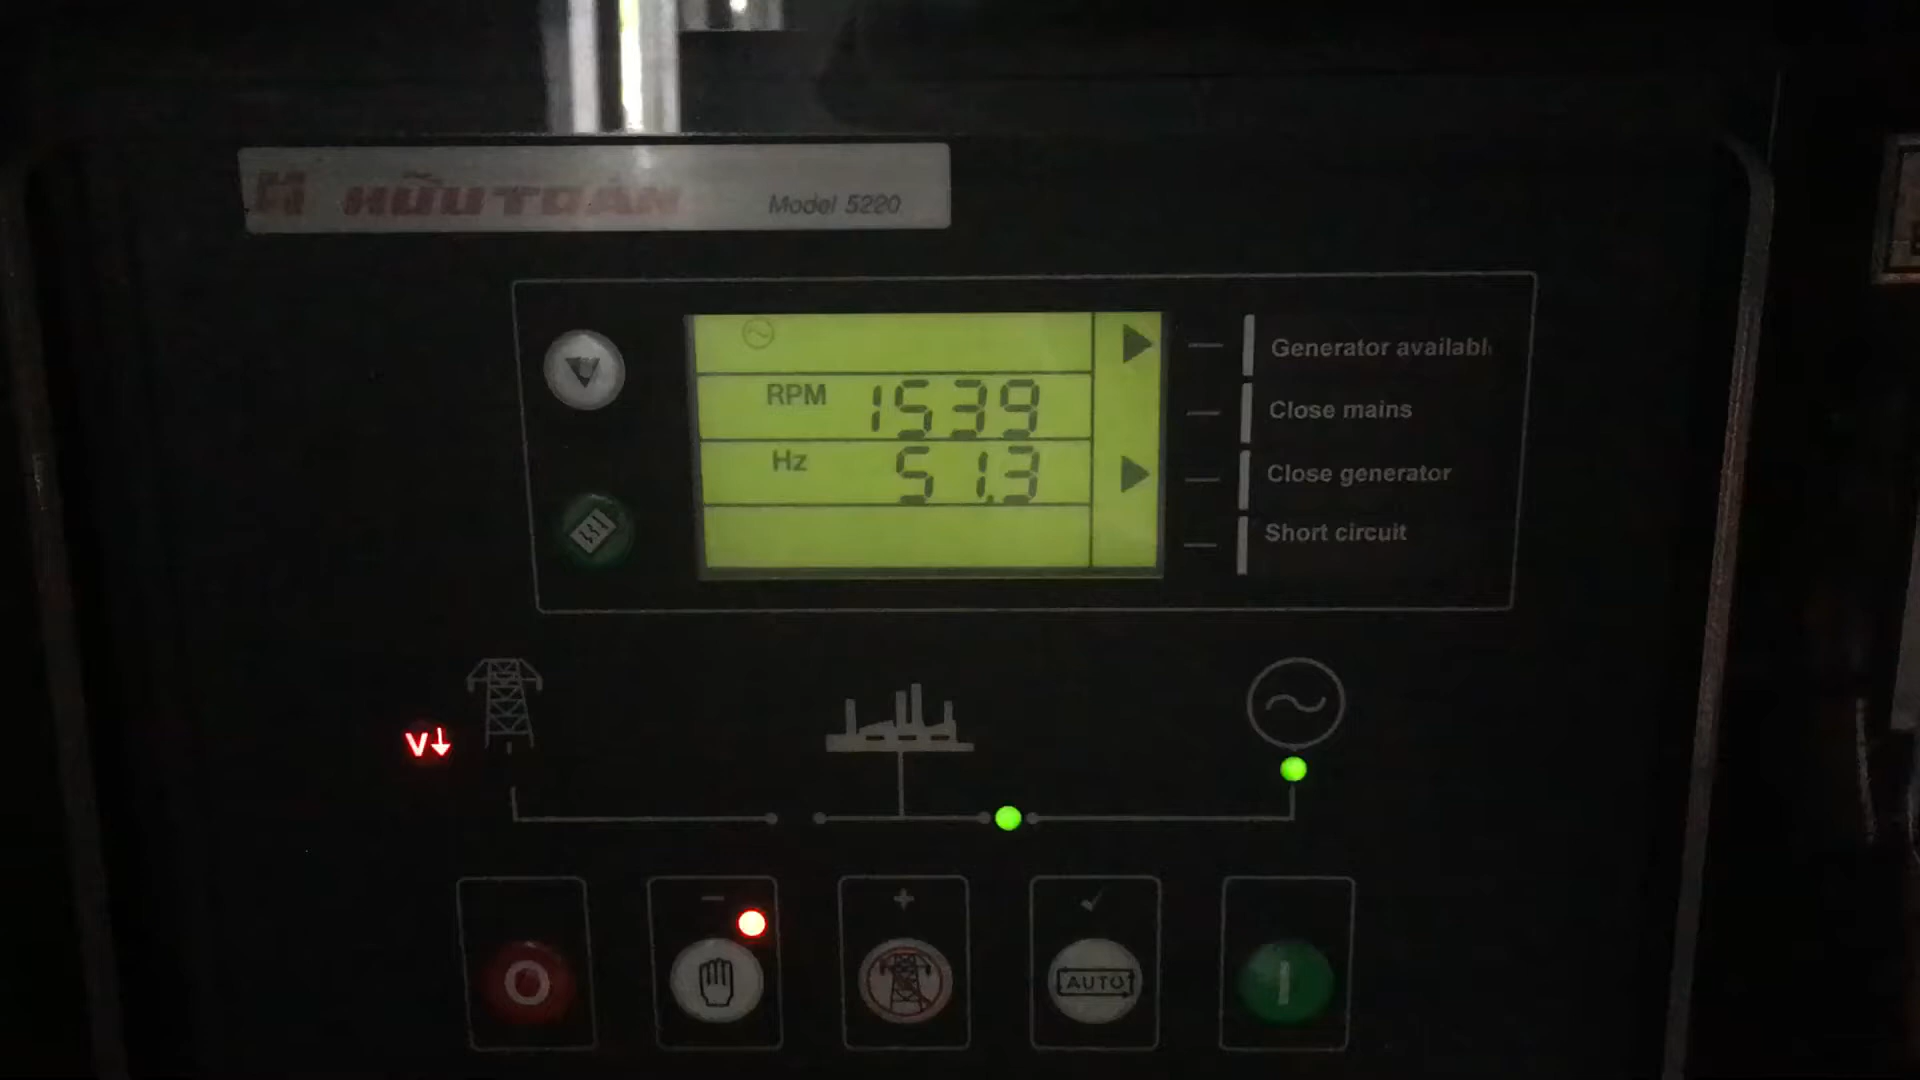 HỮU TOÀN Model 5220
Generator availabl
RPM 1539
Close mains
Hz 51.3
Close generator
Short circuit
V↓
− + ✓
O AUTO I